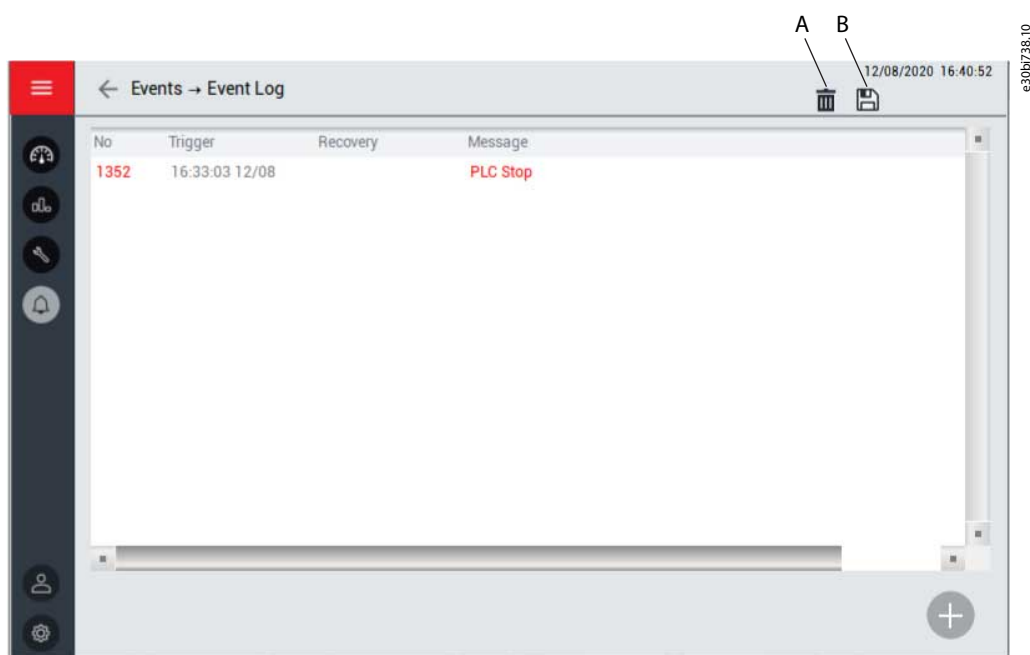 A B
e30bi738.10
12/08/2020 16:40:52
← Events → Event Log
No Trigger Recovery Message
1352 16:33:03 12/08 PLC Stop